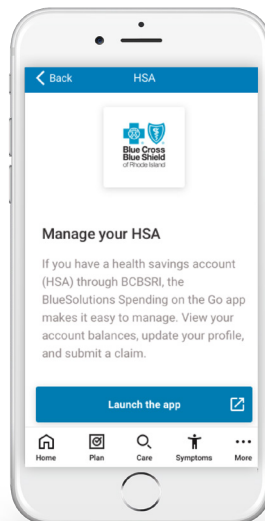 Back
HSA
Blue Cross
Blue Shield
of Rhode Island
Manage your HSA
If you have a health savings account
(HSA) through BCBSRI, the
BlueSolutions Spending on the Go app
makes it easy to manage. View your
account balances, update your profile,
and submit a claim.
Launch the app
Home Plan Care Symptoms More